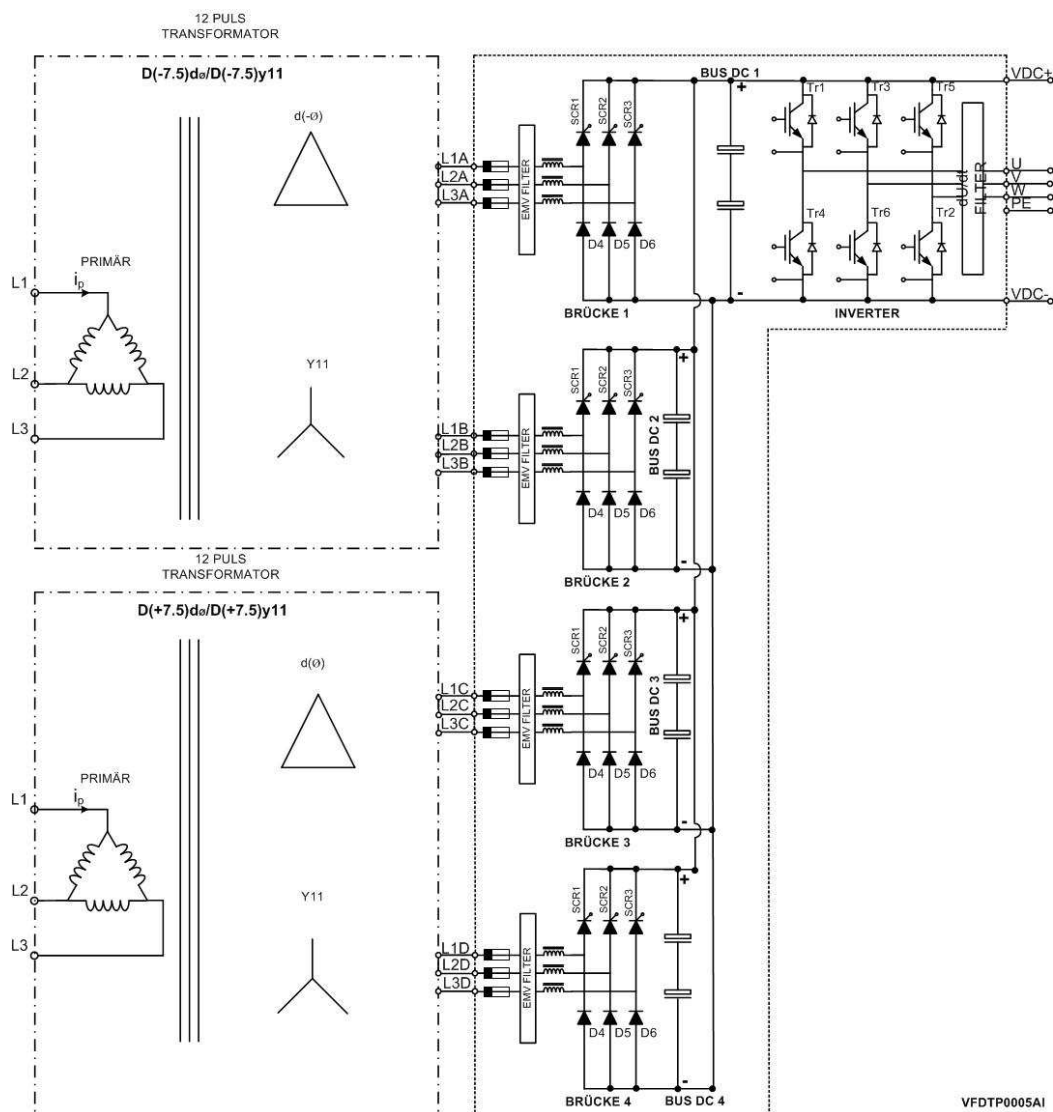 12 PULS
TRANSFORMATOR
D(-7.5)dø/D(-7.5)y11
d(-Ø)
PRIMÄR
ip
L1
L2
L3
Y11
L1A
L2A
L3A
EMV FILTER
SCR1
SCR2
SCR3
D4
D5
D6
BRÜCKE 1
BUS DC 1
+
-
Tr1
Tr3
Tr5
Tr4
Tr6
Tr2
INVERTER
dU/dt
FILTER
VDC+
U
V
W
PE
VDC-
L1B
L2B
L3B
EMV FILTER
SCR1
SCR2
SCR3
D4
D5
D6
BRÜCKE 2
BUS DC 2
+
-
12 PULS
TRANSFORMATOR
D(+7.5)dø/D(+7.5)y11
d(Ø)
PRIMÄR
ip
L1
L2
L3
Y11
L1C
L2C
L3C
EMV FILTER
SCR1
SCR2
SCR3
D4
D5
D6
BRÜCKE 3
BUS DC 3
+
-
L1D
L2D
L3D
EMV FILTER
SCR1
SCR2
SCR3
D4
D5
D6
BRÜCKE 4
BUS DC 4
+
-
VFDTP0005AI